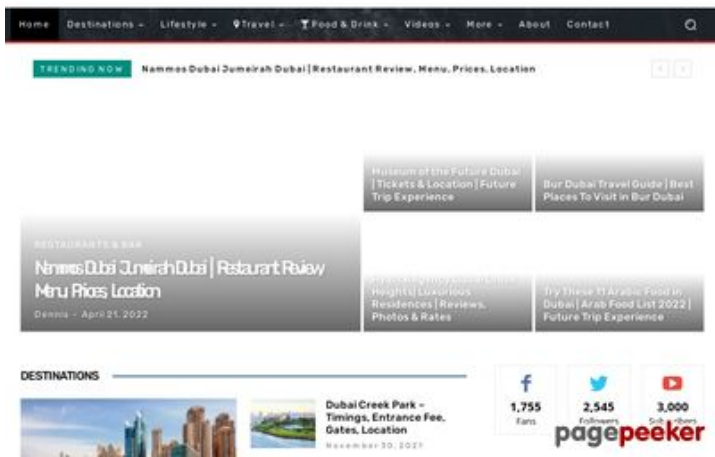 Home Destinations Lifestyle Travel Food & Drink Videos More About Contact
TRENDING NOW Nammos Dubai Jumeirah Dubai | Restaurant Review, Menu, Prices, Location
Museum of the Future Dubai
| Tickets & Location | Future
Trip Experience
Bur Dubai Travel Guide | Best
Places To Visit in Bur Dubai
RESTAURANTS & BAR
Nammos Dubai Jumeirah Dubai | Restaurant Review
Menu, Prices, Location
Dennis - April 21, 2022
Heights| Luxurious
Residences | Reviews,
Photos & Rates
Try These 11 Arabic Food in
Dubai | Arab Food List 2022 |
Future Trip Experience
DESTINATIONS
Dubai Creek Park –
Timings, Entrance Fee,
Gates, Location
November 30, 2021
1,755
Fans
2,545
Followers
3,000
Subscribers
pagepeeker